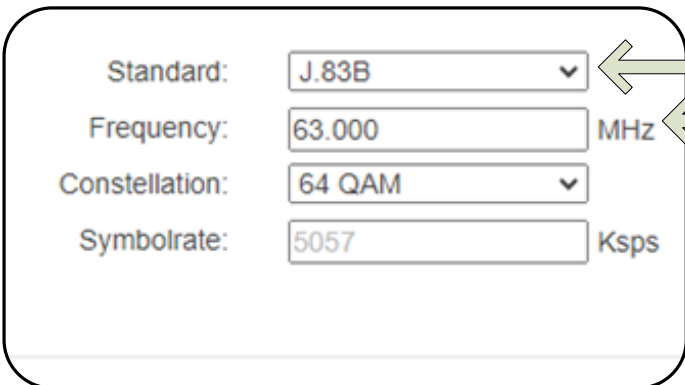 Standard: J.83B
Frequency: 63.000 MHz
Constellation: 64 QAM
Symbolrate: 5057 Ksps